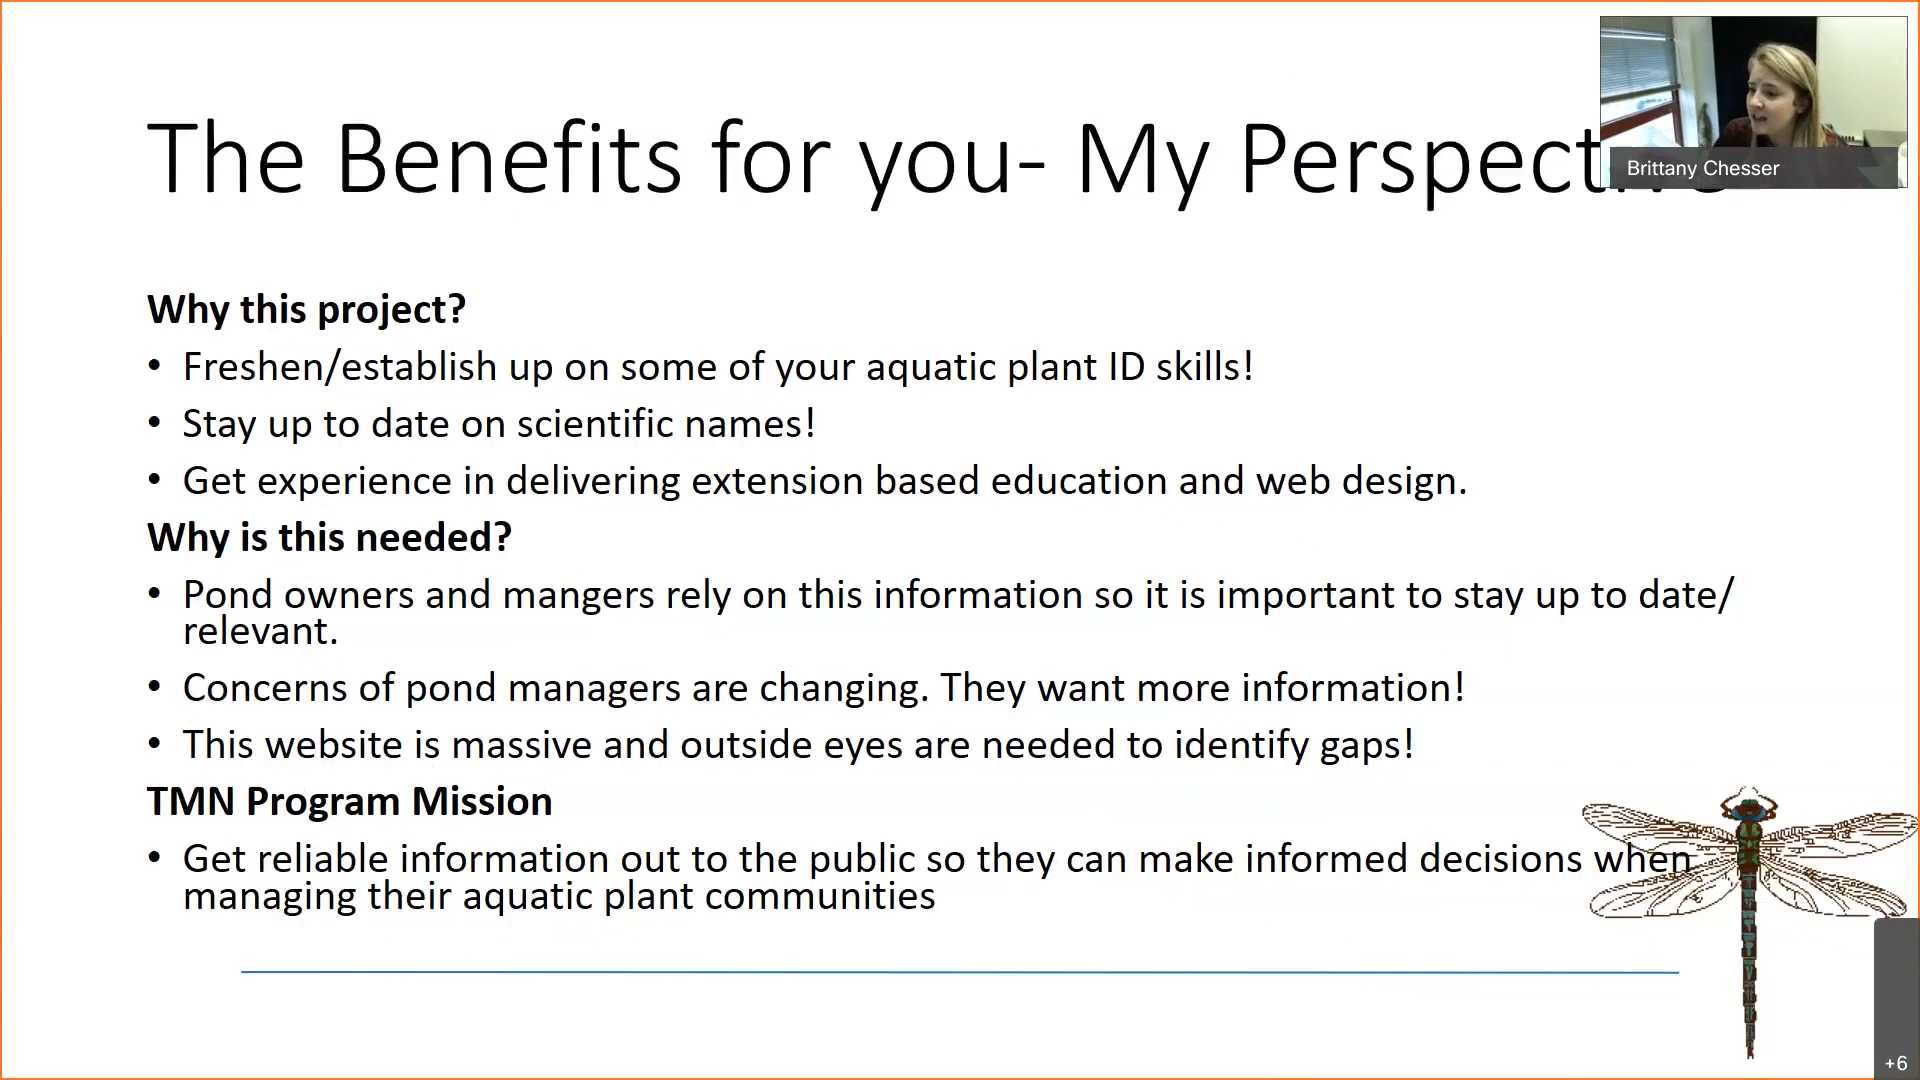 The Benefits for you- My Perspective
Brittany Chesser
Why this project?
• Freshen/establish up on some of your aquatic plant ID skills!
• Stay up to date on scientific names!
• Get experience in delivering extension based education and web design.
Why is this needed?
• Pond owners and mangers rely on this information so it is important to stay up to date/
relevant.
• Concerns of pond managers are changing. They want more information!
• This website is massive and outside eyes are needed to identify gaps!
TMN Program Mission
• Get reliable information out to the public so they can make informed decisions when
managing their aquatic plant communities
+6